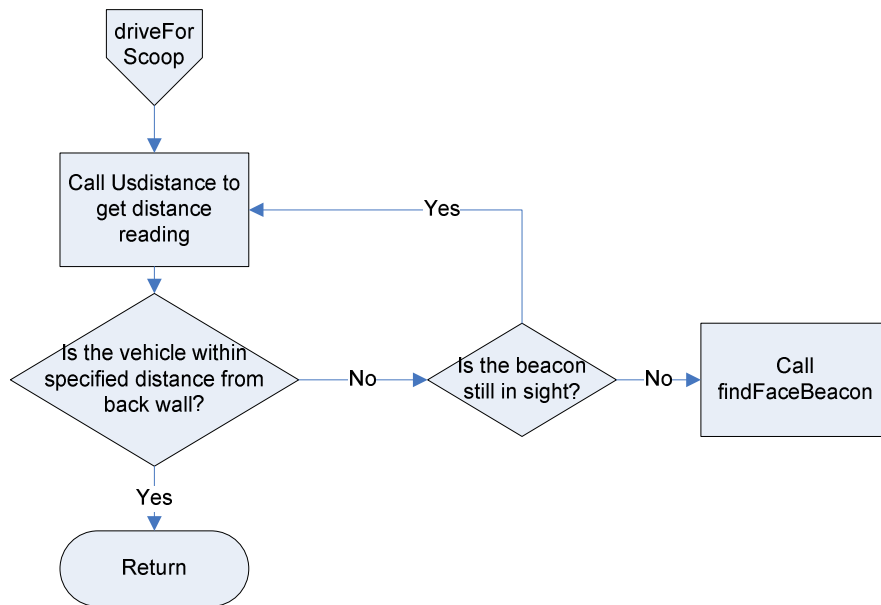 driveFor
Scoop
Call Usdistance to
get distance
reading
Yes
Is the vehicle within
specified distance from
back wall?
No
Is the beacon
still in sight?
No
Call
findFaceBeacon
Yes
Return